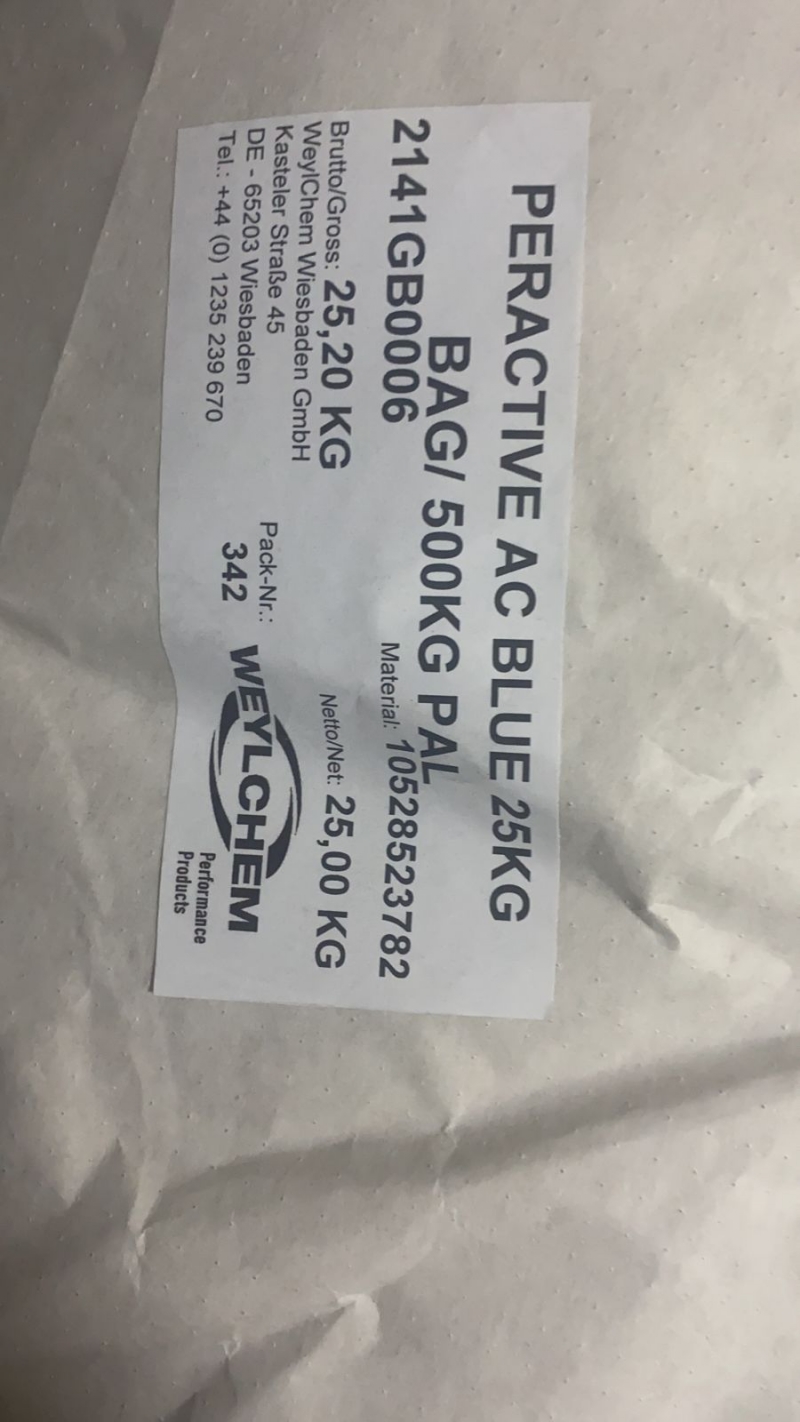 PERACTIVE AC BLUE 25KG
BAG/ 500KG PAL
2141GB0006
Material: 10528523782
Brutto/Gross: 25,20 KG
Netto/Net: 25,00 KG
WeylChem Wiesbaden GmbH
Kasteler Straße 45
DE - 65203 Wiesbaden
Tel.: +44 (0) 1235 239 670
Pack-Nr.:
342
WEYLCHEM
Performance
Products